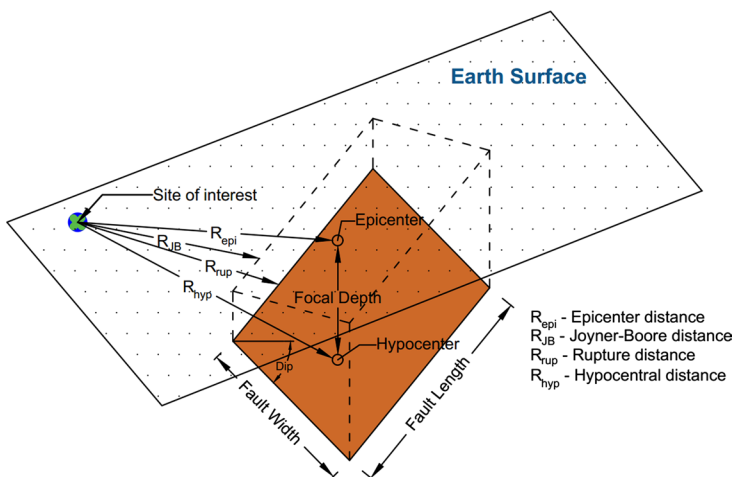 Earth Surface
Site of interest
Epicenter
R_epi
R_JB
R_rup
R_hyp
Focal Depth
Hypocenter
Dip
Fault Width
Fault Length
R_epi - Epicenter distance
R_JB - Joyner-Boore distance
R_rup - Rupture distance
R_hyp - Hypocentral distance